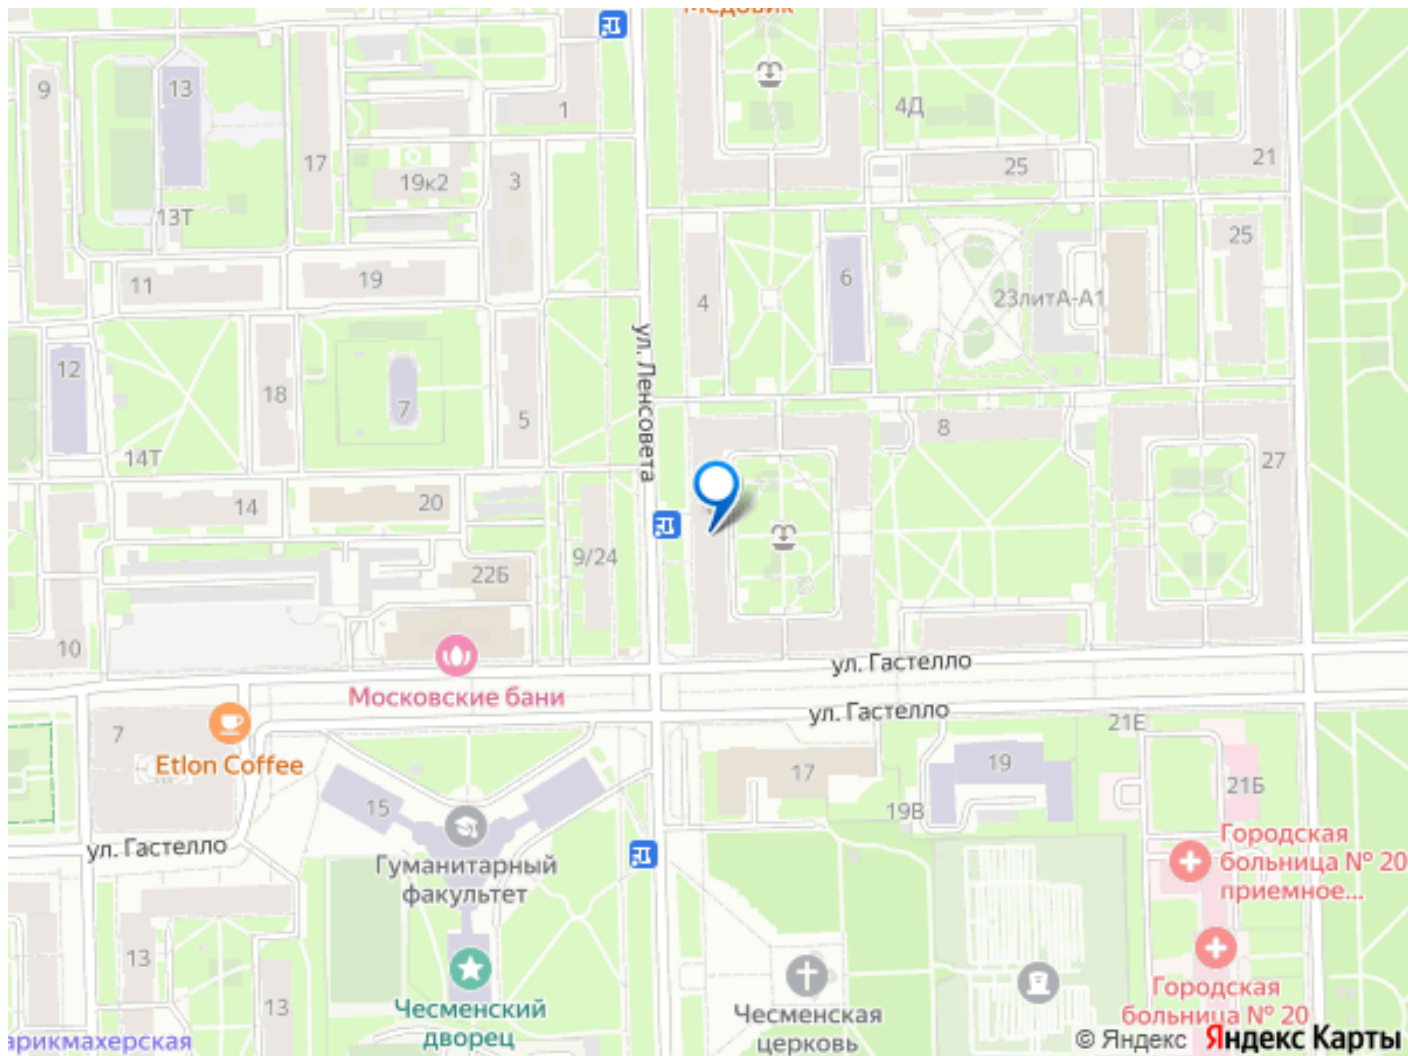 Медовик
9
13
1
4Д
17
25
21
19к2
3
13Т
25
11
19
6
4
23литА-А1
ул. Ленсовета
12
18
7
5
8
14Т
27
14
20
9/24
22Б
10
ул. Гастелло
Московские бани
ул. Гастелло
7
21Е
Etlon Coffee
17
19
21Б
15
19В
ул. Гастелло
Гуманитарный
факультет
Городская
больница № 20
приемное...
13
13
Чесменский
дворец
Чесменская
церковь
Городская
больница № 20
арикмахерская
© Яндекс Яндекс Карты